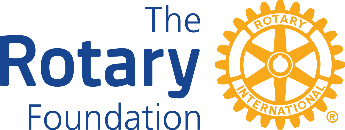 The
Rotary
Foundation
ROTARY
INTERNATIONAL
®